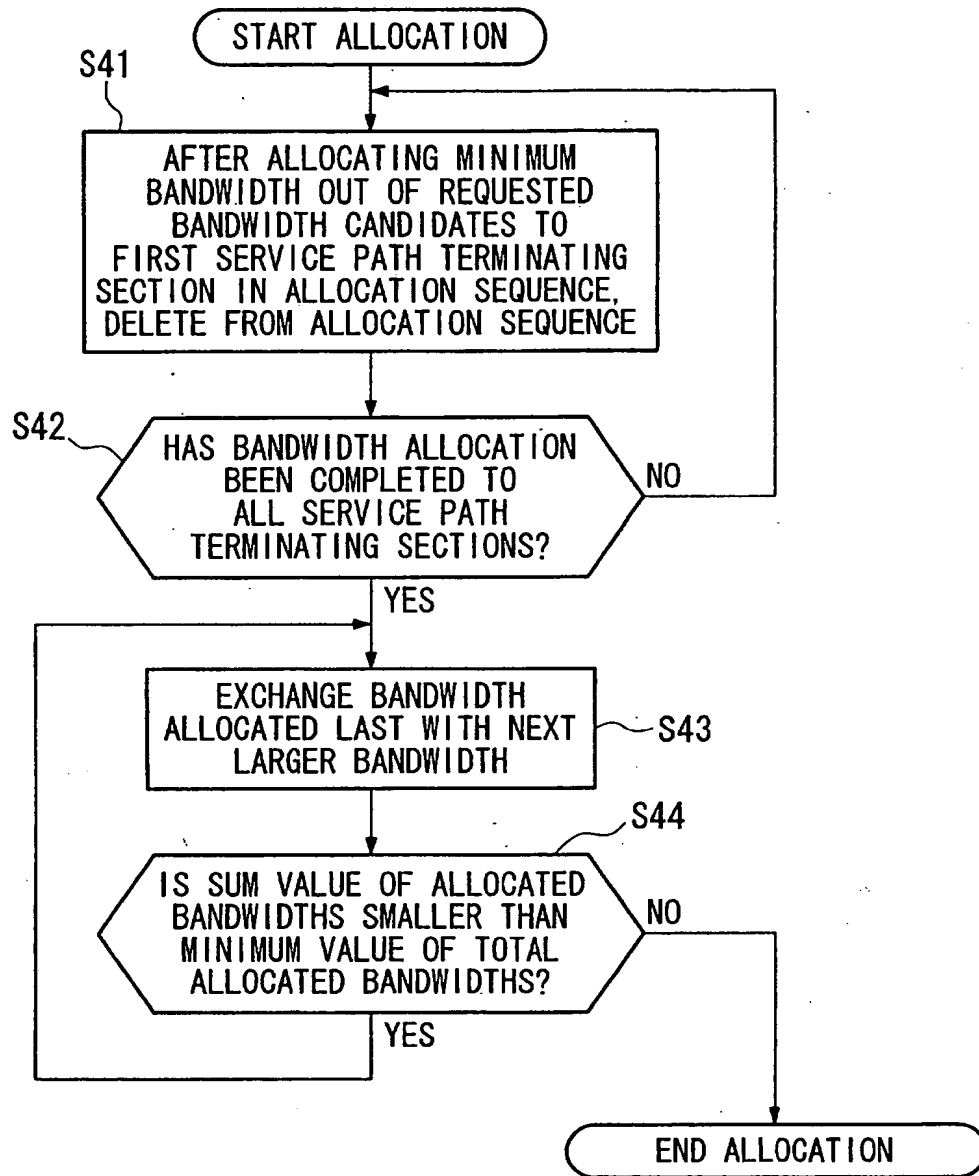 START ALLOCATION
S41
AFTER ALLOCATING MINIMUM
BANDWIDTH OUT OF REQUESTED
BANDWIDTH CANDIDATES TO
FIRST SERVICE PATH TERMINATING
SECTION IN ALLOCATION SEQUENCE,
DELETE FROM ALLOCATION SEQUENCE
S42
HAS BANDWIDTH ALLOCATION
BEEN COMPLETED TO
ALL SERVICE PATH
TERMINATING SECTIONS?
NO
YES
EXCHANGE BANDWIDTH
ALLOCATED LAST WITH NEXT
LARGER BANDWIDTH
S43
S44
IS SUM VALUE OF ALLOCATED
BANDWIDTHS SMALLER THAN
MINIMUM VALUE OF TOTAL
ALLOCATED BANDWIDTHS?
NO
YES
END ALLOCATION